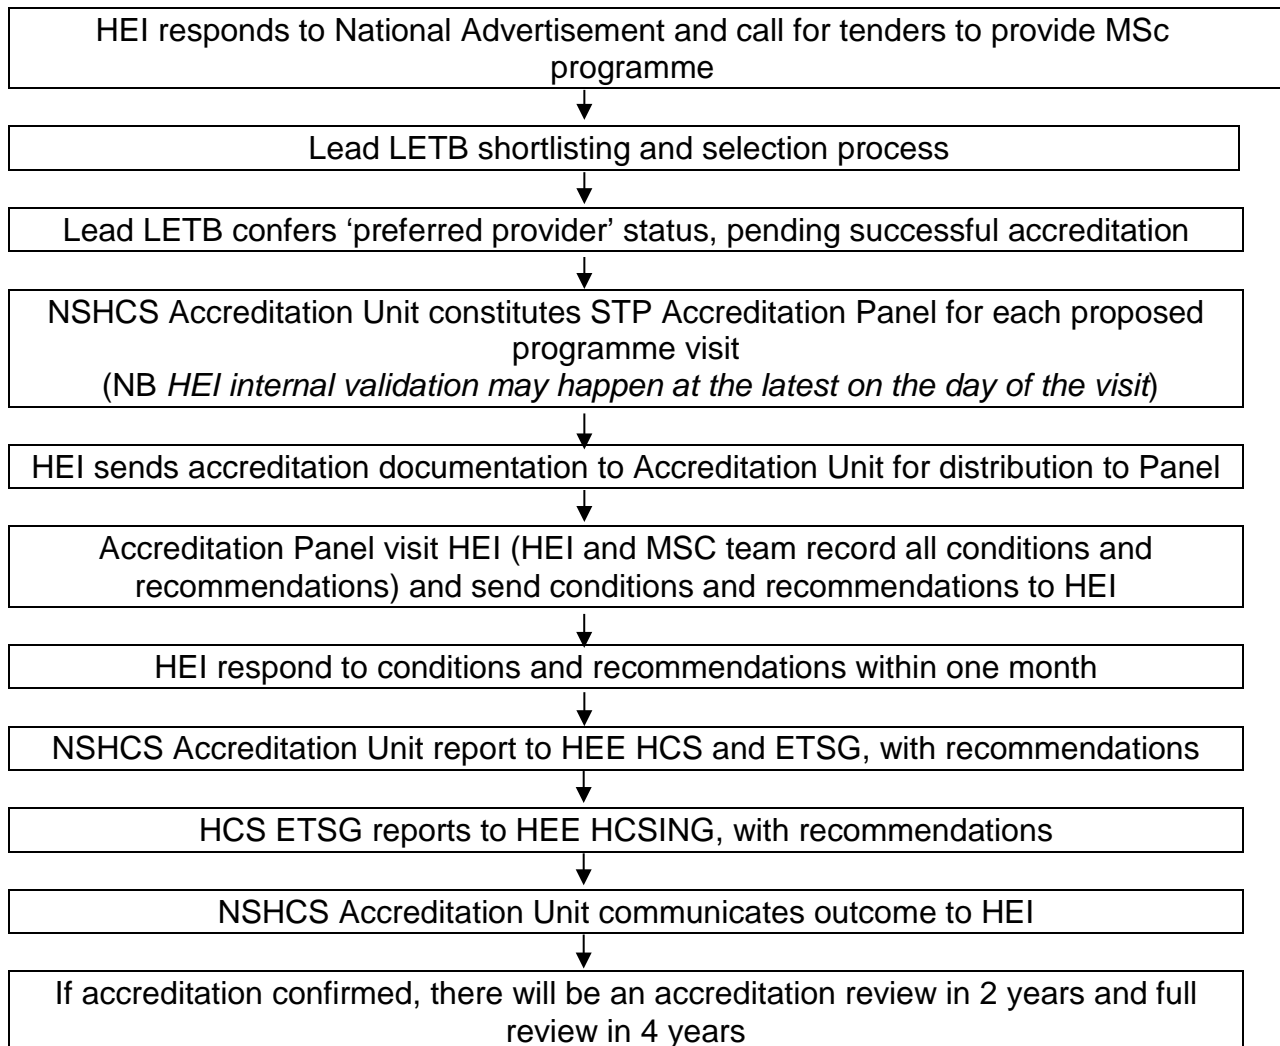 HEI responds to National Advertisement and call for tenders to provide MSc
programme
Lead LETB shortlisting and selection process
Lead LETB confers ‘preferred provider’ status, pending successful accreditation
NSHCS Accreditation Unit constitutes STP Accreditation Panel for each proposed
programme visit
(NB HEI internal validation may happen at the latest on the day of the visit)
HEI sends accreditation documentation to Accreditation Unit for distribution to Panel
Accreditation Panel visit HEI (HEI and MSC team record all conditions and
recommendations) and send conditions and recommendations to HEI
HEI respond to conditions and recommendations within one month
NSHCS Accreditation Unit report to HEE HCS and ETSG, with recommendations
HCS ETSG reports to HEE HCSING, with recommendations
NSHCS Accreditation Unit communicates outcome to HEI
If accreditation confirmed, there will be an accreditation review in 2 years and full
review in 4 years